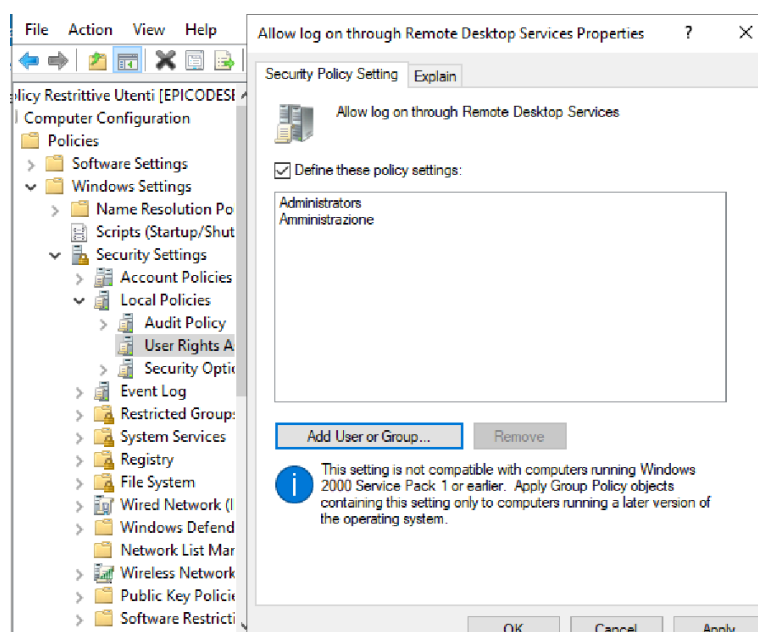 File Action View Help
licy Restrittive Utenti [EPICODESE
Computer Configuration
Policies
Software Settings
Windows Settings
Name Resolution Po
Scripts (Startup/Shut
Security Settings
Account Policies
Local Policies
Audit Policy
User Rights A
Security Optic
Event Log
Restricted Groups
System Services
Registry
File System
Wired Network (I
Windows Defend
Network List Mar
Wireless Network
Public Key Policie
Software Restricti
Allow log on through Remote Desktop Services Properties ? X
Security Policy Setting Explain
Allow log on through Remote Desktop Services
Define these policy settings:
Administrators
Amministrazione
Add User or Group... Remove
This setting is not compatible with computers running Windows
2000 Service Pack 1 or earlier. Apply Group Policy objects
containing this setting only to computers running a later version of
the operating system.
OK Cancel Apply